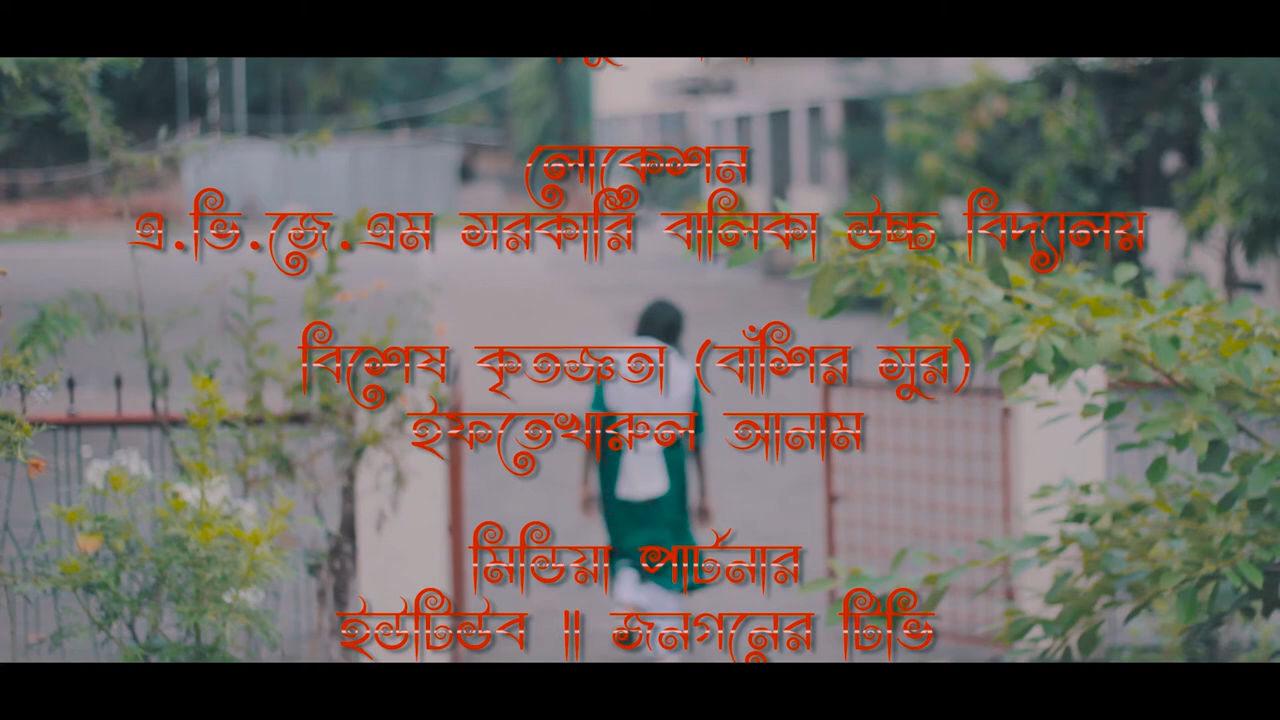 লোকেশন
এ.ভি.জে.এম সরকারি বালিকা উচ্চ বিদ্যালয়
বিশেষ কৃতজ্ঞতা (বাঁশির সুর)
ইফতেখারুল আনাম
মিডিয়া পার্টনার
ইউটিউব || জনগনের টিভি